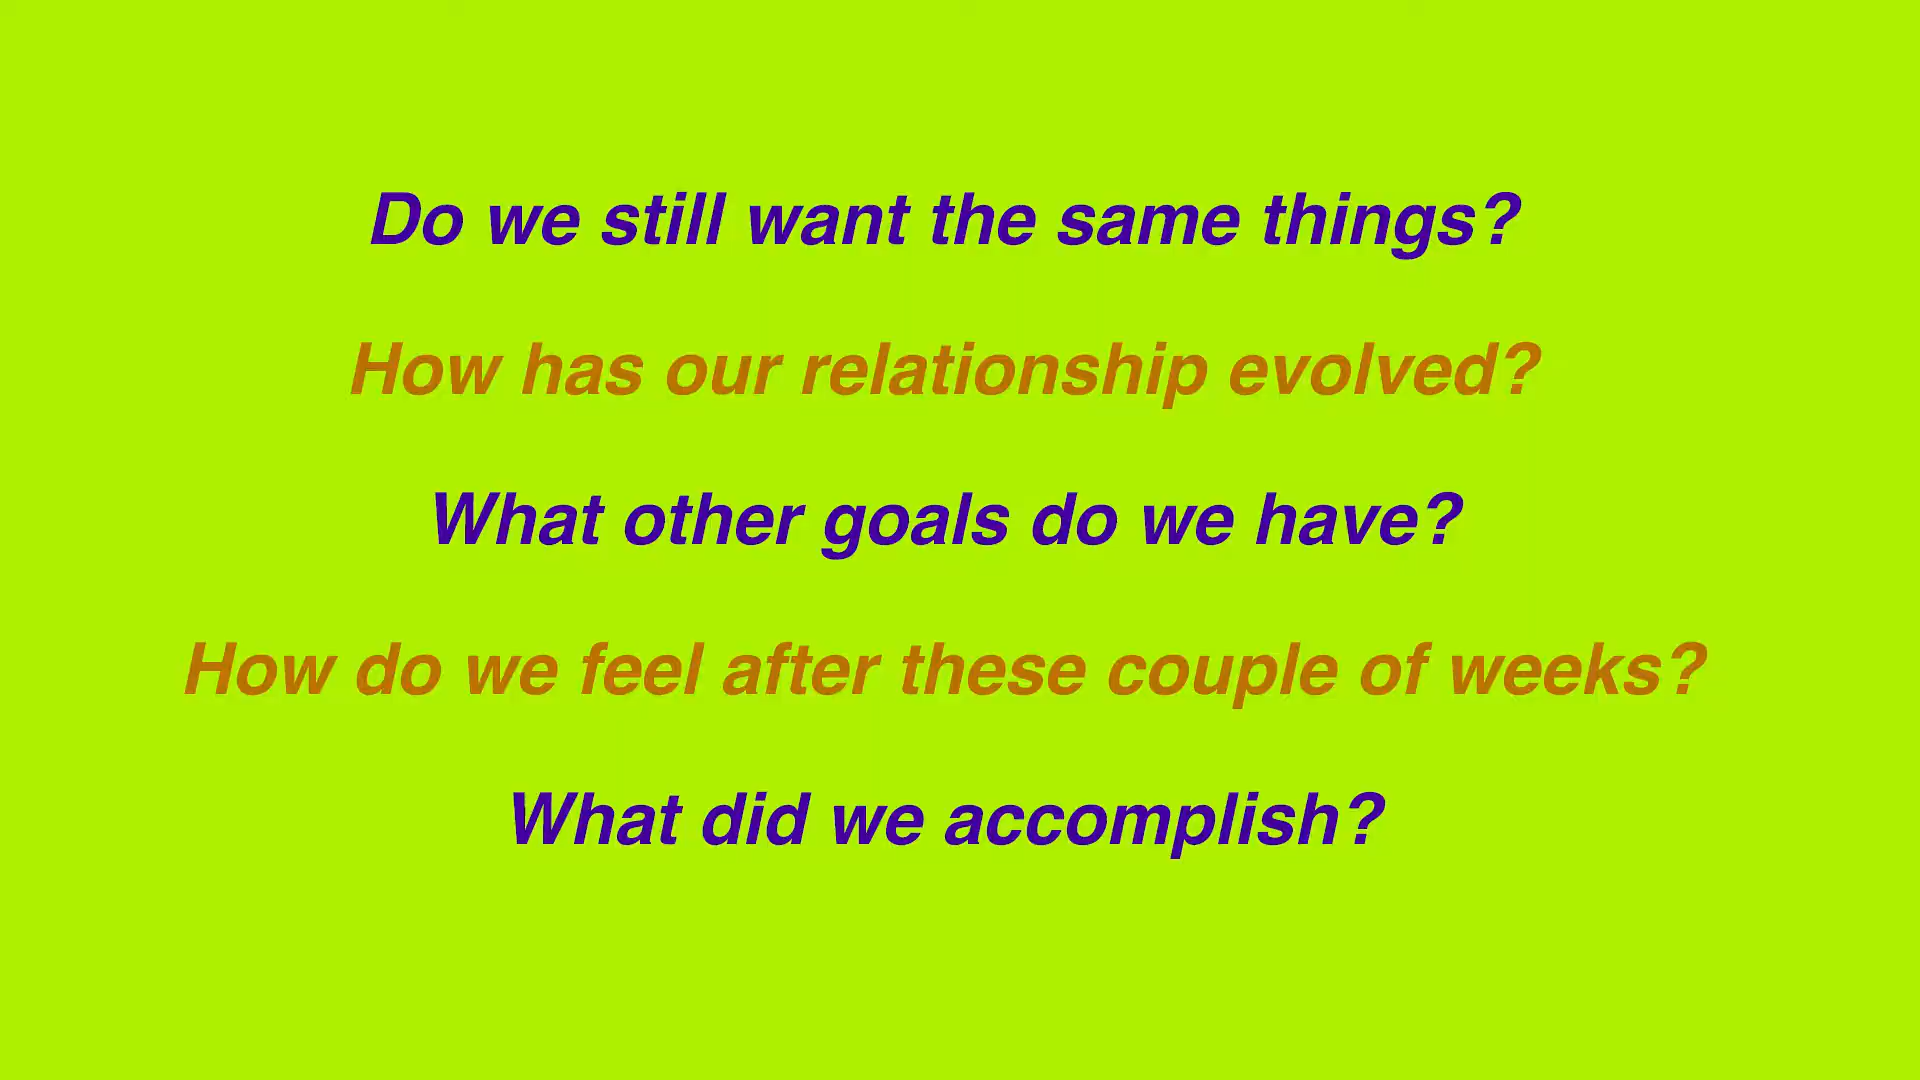 Do we still want the same things?
How has our relationship evolved?
What other goals do we have?
How do we feel after these couple of weeks?
What did we accomplish?